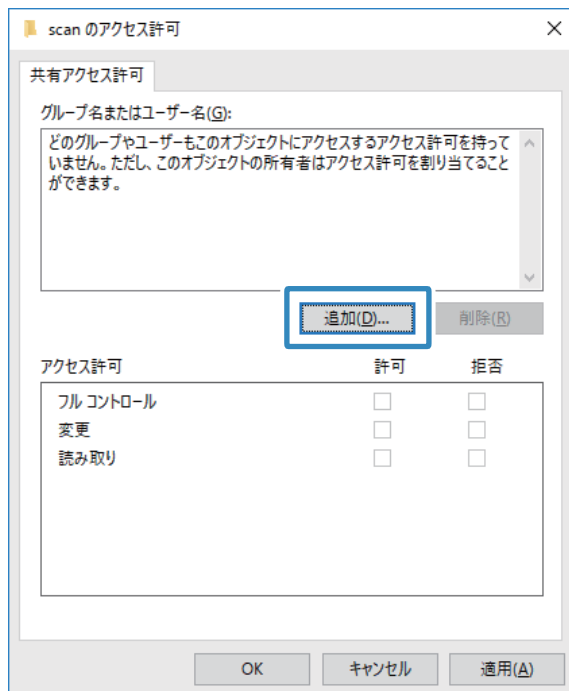 scan のアクセス許可
共有アクセス許可
グループ名またはユーザー名(G):
どのグループやユーザーもこのオブジェクトにアクセスするアクセス許可を持って
いません。ただし、このオブジェクトの所有者はアクセス許可を割り当てること
ができます。
追加(D)... 削除(R)
アクセス許可 許可 拒否
フル コントロール
変更
読み取り
OK キャンセル 適用(A)